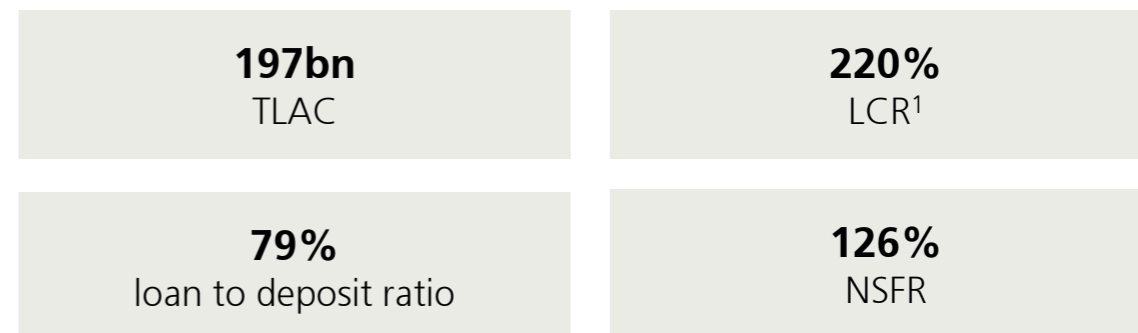 197bn
TLAC
220%
LCR¹
79%
loan to deposit ratio
126%
NSFR